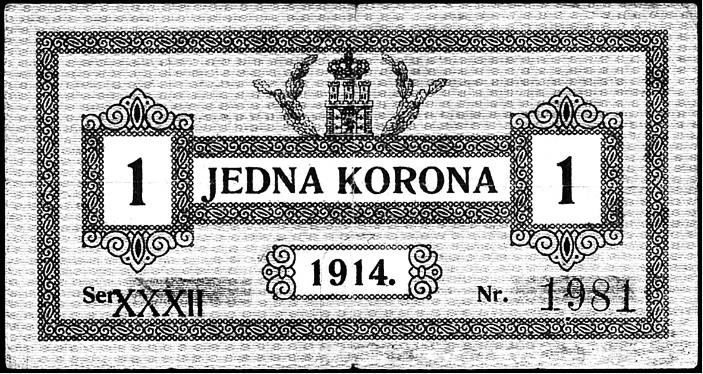 1 JEDNA KORONA 1
1914.
Ser. XXXII Nr. 1981